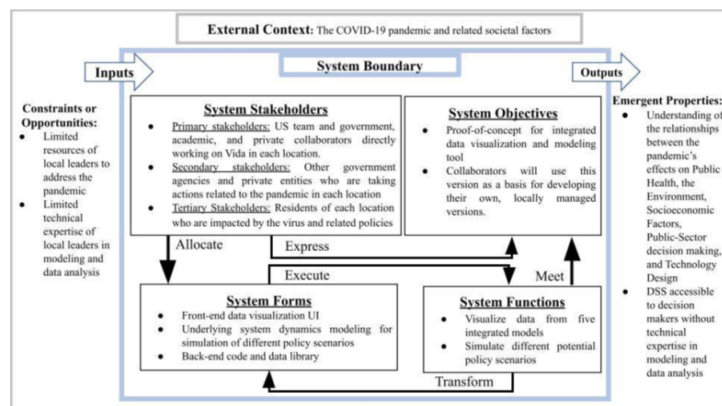 External Context: The COVID-19 pandemic and related societal factors
Inputs
System Boundary
Outputs
Constraints or
Opportunities:
● Limited
resources of
local leaders to
address the
pandemic
● Limited
technical
expertise of
local leaders in
modeling and
data analysis
System Stakeholders
● Primary stakeholders: US team and government,
academic, and private collaborators directly
working on Vida in each location.
● Secondary stakeholders: Other government
agencies and private entities who are taking
actions related to the pandemic in each location
● Tertiary Stakeholders: Residents of each location
who are impacted by the virus and related policies
System Objectives
● Proof-of-concept for integrated
data visualization and modeling
tool
● Collaborators will use this
version as a basis for developing
their own, locally managed
versions.
Allocate
Express
Execute
Meet
System Forms
● Front-end data visualization UI
● Underlying system dynamics modeling for
simulation of different policy scenarios
● Back-end code and data library
System Functions
● Visualize data from five
integrated models
● Simulate different potential
policy scenarios
Transform
Emergent Properties:
● Understanding of
the relationships
between the
pandemic's
effects on Public
Health, the
Environment,
Socioeconomic
Factors,
Public-Sector
decision making,
and Technology
Design
● DSS accessible
to decision
makers without
technical
expertise in
modeling and
data analysis